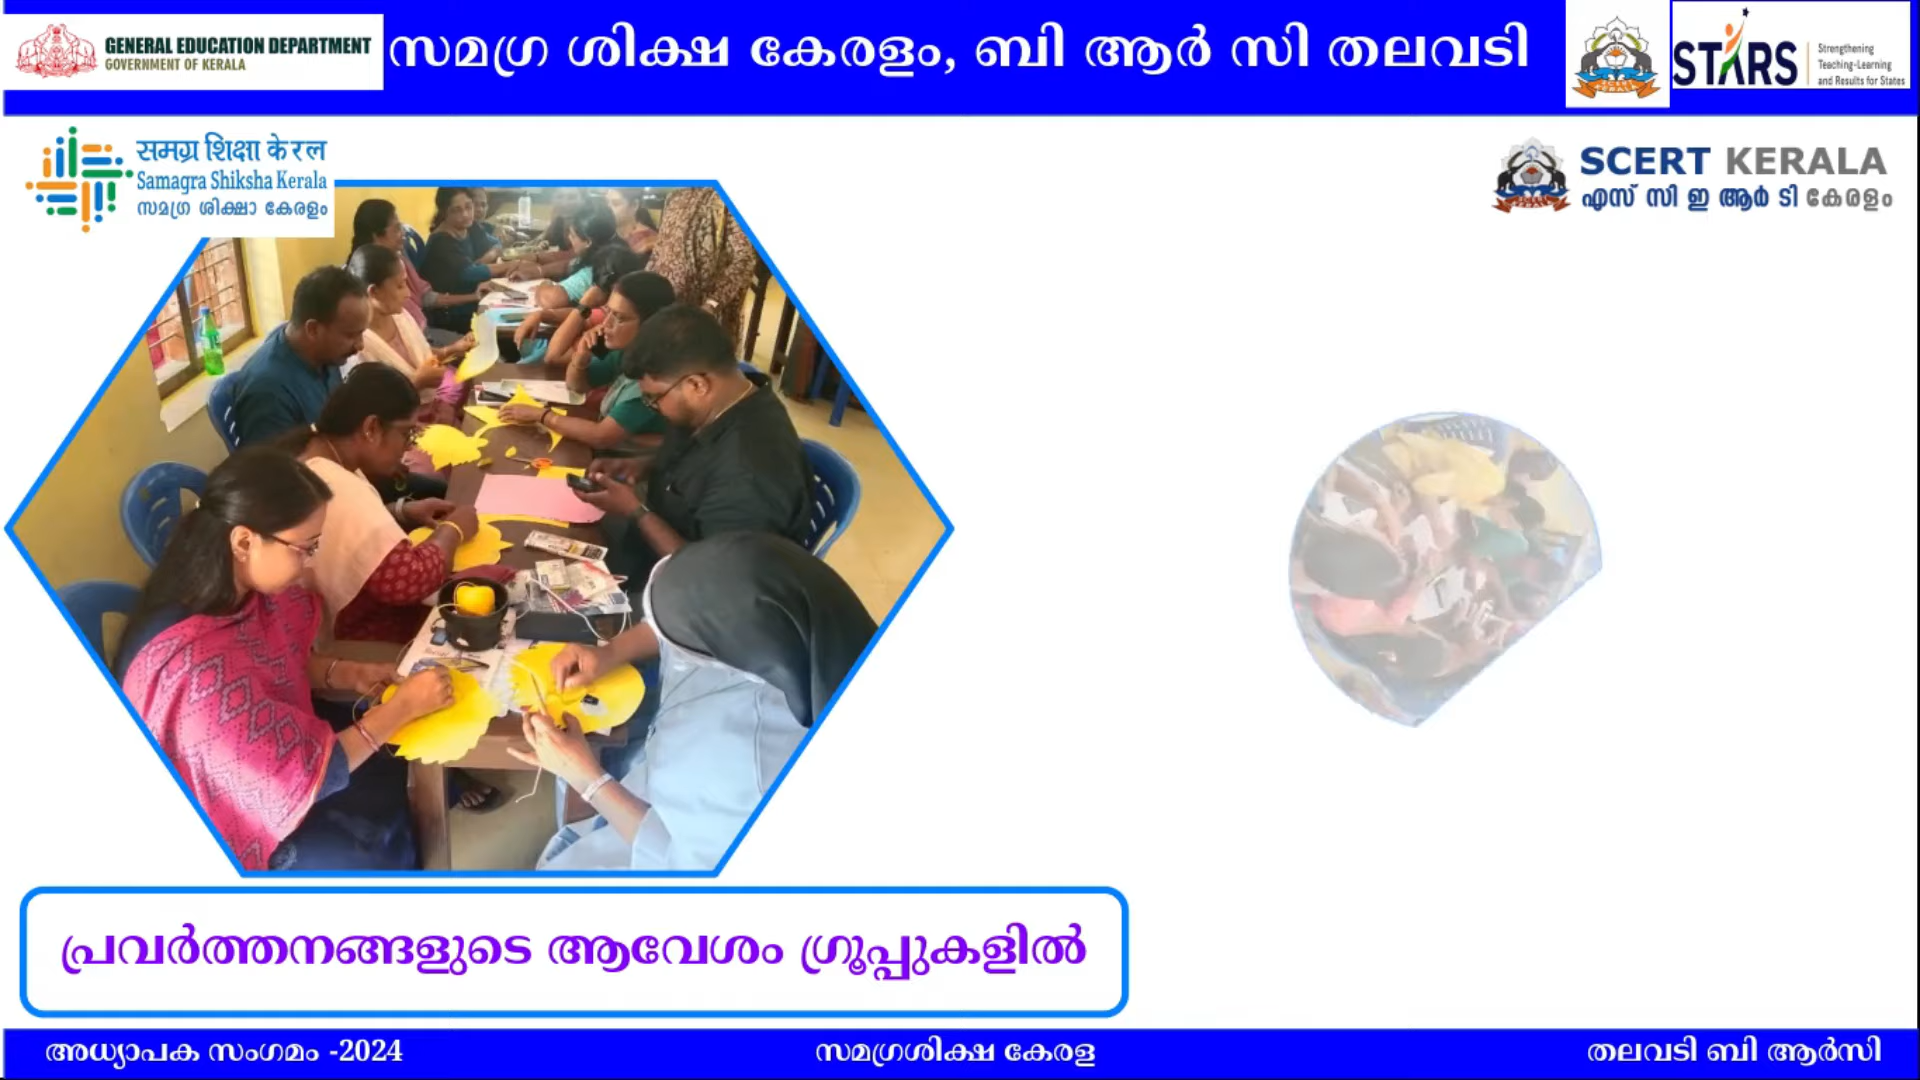 GENERAL EDUCATION DEPARTMENT
GOVERNMENT OF KERALA
സമഗ്ര ശിക്ഷ കേരളം, ബി ആർ സി തലവടി
STARS
Strengthening
Teaching-Learning
and Results for States
समग्र शिक्षा केरल
Samagra Shiksha Kerala
സമഗ്ര ശിക്ഷാ കേരളം
SCERT KERALA
എസ് സി ഇ ആർ ടി കേരളം
പ്രവർത്തനങ്ങളുടെ ആവേശം ഗ്രൂപ്പുകളിൽ
അധ്യാപക സംഗമം -2024
സമഗ്രശിക്ഷ കേരള
തലവടി ബി ആർസി